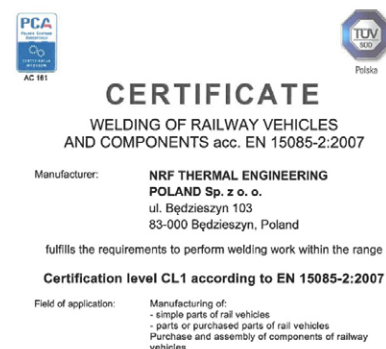 PCA
AC 161
TÜV
SÜD
Polska
CERTIFICATE
WELDING OF RAILWAY VEHICLES
AND COMPONENTS acc. EN 15085-2:2007
Manufacturer: NRF THERMAL ENGINEERING
POLAND Sp. z o. o.
ul. Będzieszyn 103
83-000 Będzieszyn, Poland
fulfills the requirements to perform welding work within the range
Certification level CL1 according to EN 15085-2:2007
Field of application: Manufacturing of:
- simple parts of rail vehicles
- parts or purchased parts of rail vehicles
Purchase and assembly of components of railway
vehicles